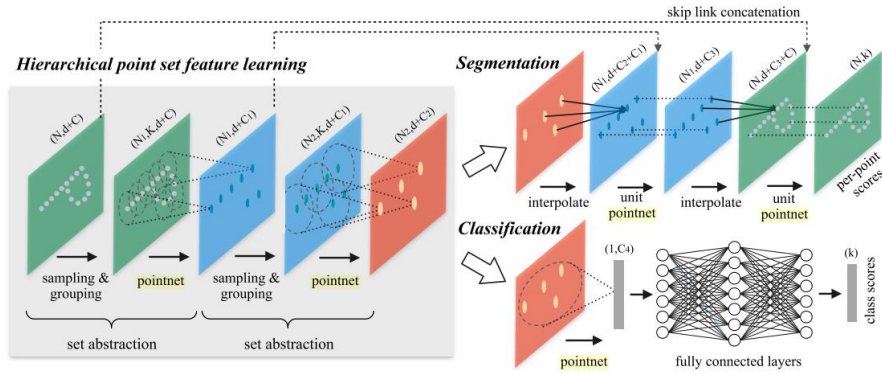 skip link concatenation
Hierarchical point set feature learning
(N,d+C)
(N1,K,d+C)
(N1,d+C1)
(N2,K,d+C1)
(N2,d+C2)
sampling &
grouping
pointnet
sampling &
grouping
pointnet
set abstraction
set abstraction
Segmentation
(N1,d+C2+C1)
(N1,d+C3)
(N,d+C3+C)
(N,k)
interpolate
unit
pointnet
interpolate
unit
pointnet
per-point
scores
Classification
(1,C4)
(k)
pointnet
fully connected layers
class scores